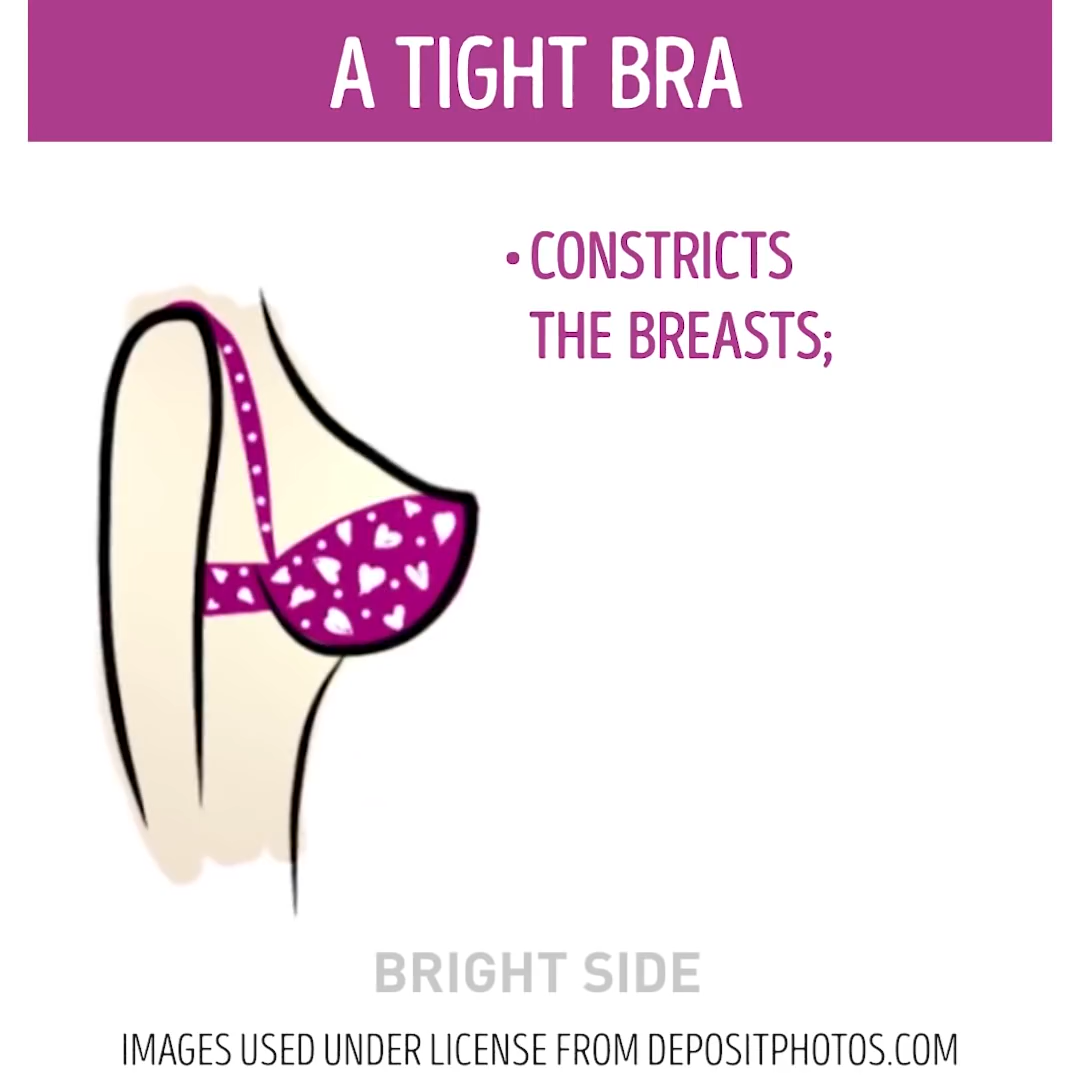 A TIGHT BRA
• CONSTRICTS
THE BREASTS;
BRIGHT SIDE
IMAGES USED UNDER LICENSE FROM DEPOSITPHOTOS.COM